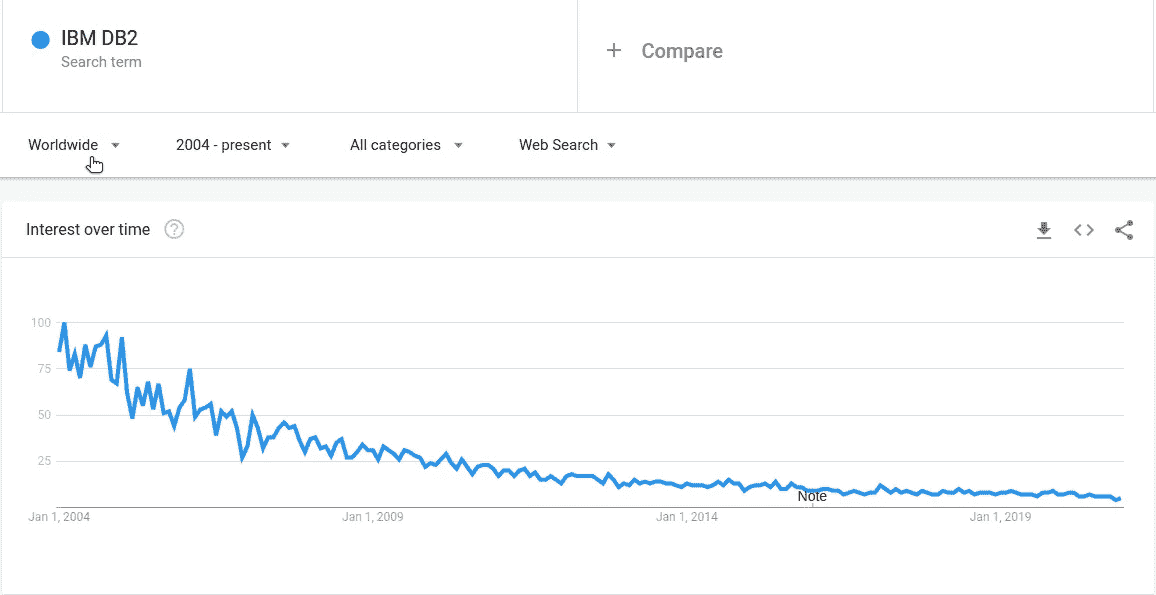 IBM DB2
Search term
+ Compare
Worldwide
2004 - present
All categories
Web Search
Interest over time ?
100
75
50
25
Note
Jan 1, 2004
Jan 1, 2009
Jan 1, 2014
Jan 1, 2019